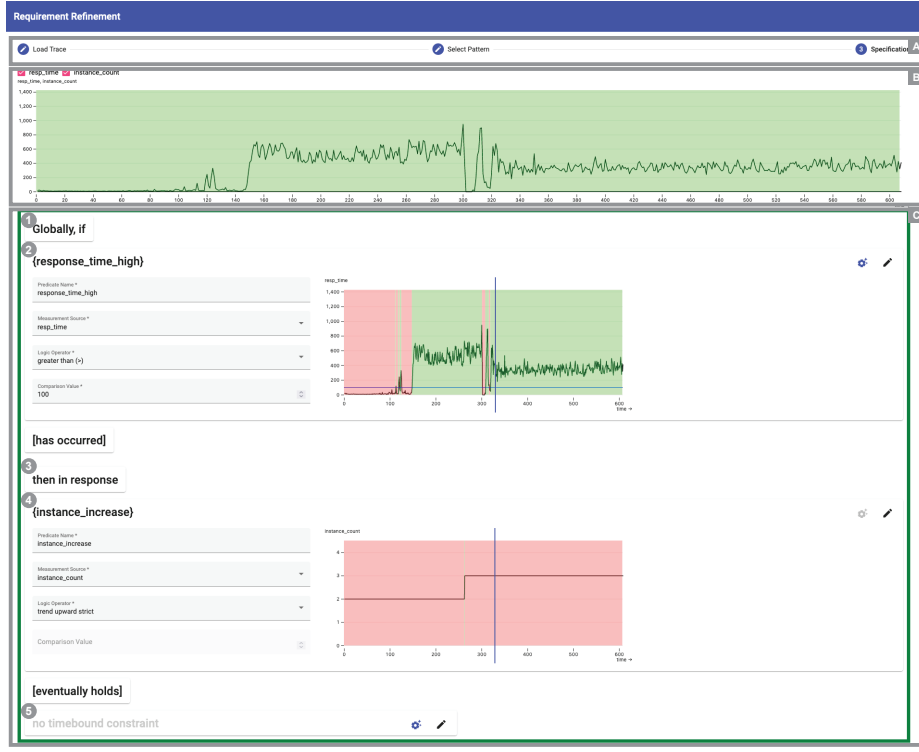 Requirement Refinement
Load Trace
Select Pattern
3 Specification
A
resp_time instance_count
B
resp_time, instance_count
1,400
1,200
1,000
800
600
400
200
0
0 20 40 60 80 100 120 140 160 180 200 220 240 260 280 300 320 340 360 380 400 420 440 460 480 500 520 540 560 580 600
C
1
Globally, if
2
{response_time_high}
Predicate Name *
response_time_high
Measurement Source *
resp_time
Logic Operator *
greater than (>)
Comparison Value *
100
resp_time
1,400
1,200
1,000
800
600
400
200
0
0 100 200 300 400 500 600
time →
[has occurred]
3
then in response
4
{instance_increase}
Predicate Name *
instance_increase
Measurement Source *
instance_count
Logic Operator *
trend upward strict
Comparison Value
instance_count
4
3
2
1
0
0 100 200 300 400 500 600
time →
[eventually holds]
5
no timebound constraint